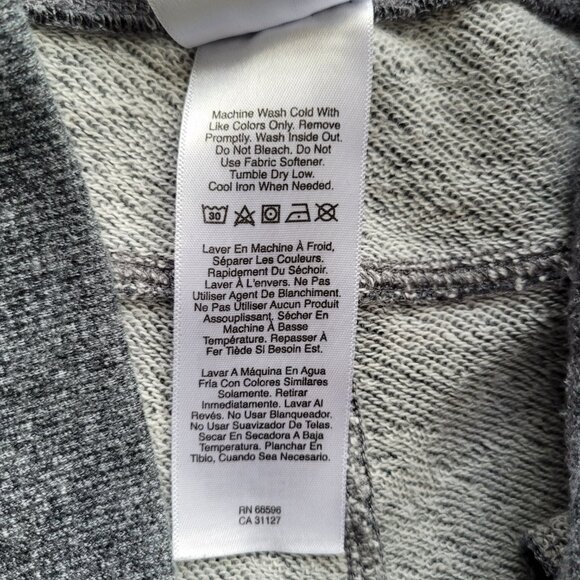 Machine Wash Cold With
Like Colors Only. Remove
Promptly. Wash Inside Out.
Do Not Bleach. Do Not
Use Fabric Softener.
Tumble Dry Low.
Cool Iron When Needed.
30
Laver En Machine À Froid,
Séparer Les Couleurs.
Rapidement Du Séchoir.
Laver À L'envers. Ne Pas
Utiliser Agent De Blanchiment.
Ne Pas Utiliser Aucun Produit
Assouplissant, Sécher En
Machine À Basse
Température. Repasser À
Fer Tiède Si Besoin Est.
Lavar A Máquina En Agua
Fría Con Colores Similares
Solamente. Retirar
Inmediatamente. Lavar Al
Revés. No Usar Blanqueador.
No Usar Suavizador De Telas.
Secar En Secadora A Baja
Temperatura. Planchar En
Tibio, Cuando Sea Necesario.
RN 68596
CA 31127